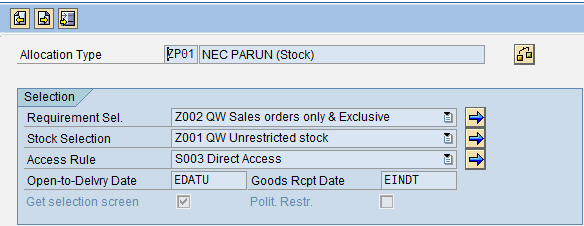 Allocation Type ZP01 NEC PARUN (Stock)
Selection
Requirement Sel. Z002 QW Sales orders only & Exclusive
Stock Selection Z001 QW Unrestricted stock
Access Rule S003 Direct Access
Open-to-Delvry Date EDATU Goods Rcpt Date EINDT
Get selection screen Polit. Restr.